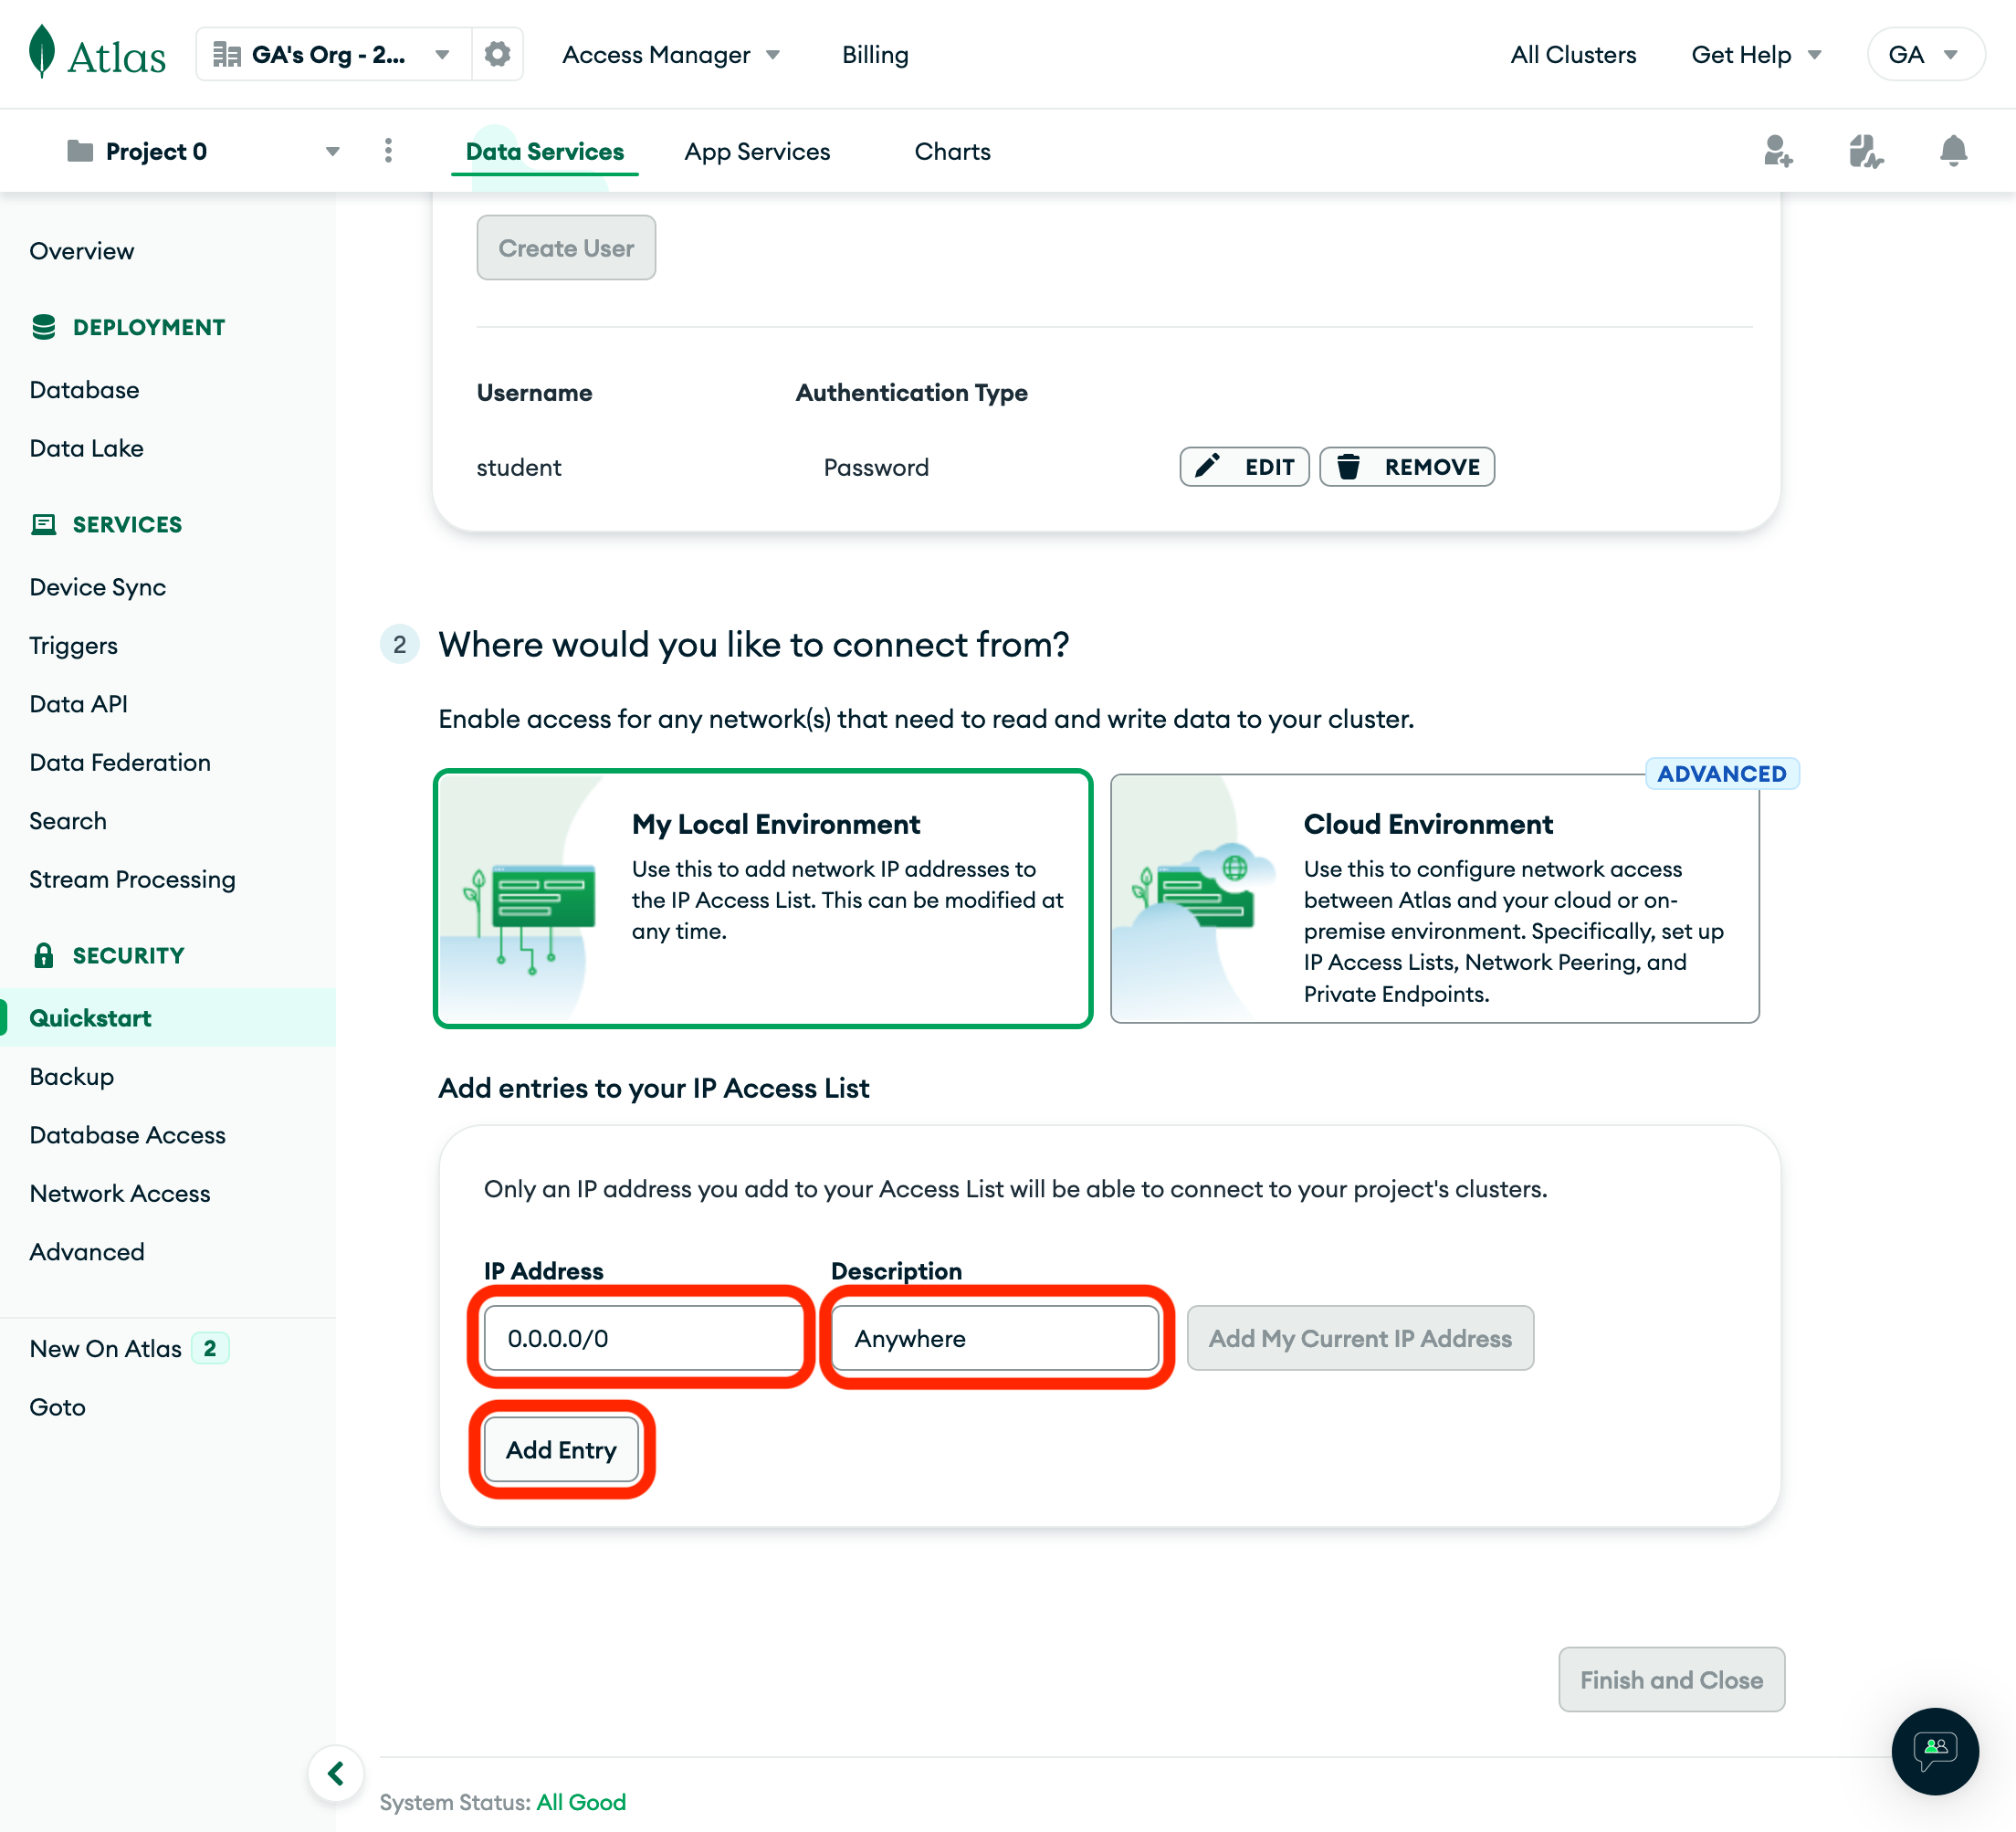 Atlas
GA's Org - 2...
Access Manager
Billing
All Clusters
Get Help
GA
Project 0
Data Services
App Services
Charts
Overview
DEPLOYMENT
Database
Data Lake
SERVICES
Device Sync
Triggers
Data API
Data Federation
Search
Stream Processing
SECURITY
Quickstart
Backup
Database Access
Network Access
Advanced
New On Atlas 2
Goto
Create User
Username
Authentication Type
student
Password
EDIT
REMOVE
2
Where would you like to connect from?
Enable access for any network(s) that need to read and write data to your cluster.
My Local Environment
Use this to add network IP addresses to
the IP Access List. This can be modified at
any time.
ADVANCED
Cloud Environment
Use this to configure network access
between Atlas and your cloud or on-
premise environment. Specifically, set up
IP Access Lists, Network Peering, and
Private Endpoints.
Add entries to your IP Access List
Only an IP address you add to your Access List will be able to connect to your project's clusters.
IP Address
Description
0.0.0.0/0
Anywhere
Add My Current IP Address
Add Entry
Finish and Close
System Status: All Good